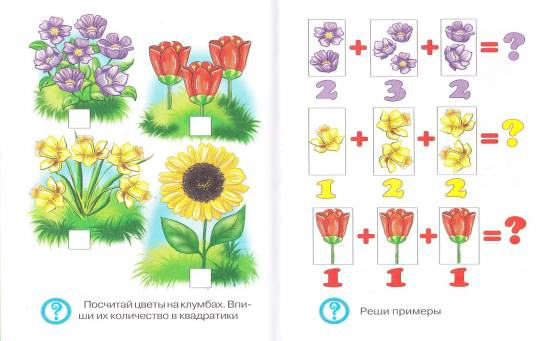 Посчитай цветы на клумбах. Впи-
ши их количество в квадратики
+ + = ?
2 3 2
+ + = ?
1 2 2
+ + = ?
1 1 1
Реши примеры